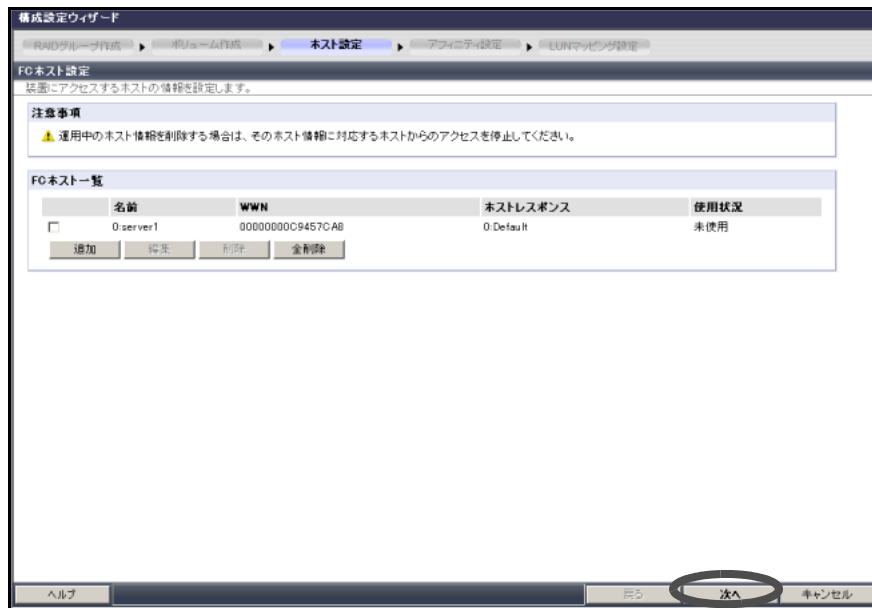 構成設定ウィザード
RAIDグループ作成 ボリューム作成 ホスト設定 アフィニティ設定 LUNマッピング設定
FCホスト設定
装置にアクセスするホストの情報を設定します。
注意事項
運用中のホスト情報を削除する場合は、そのホスト情報に対応するホストからのアクセスを停止してください。
FCホスト一覧
名前 WWN ホストレスポンス 使用状況
0:server1 00000000C9457CA8 0:Default 未使用
追加 編集 削除 全削除
ヘルプ 戻る 次へ キャンセル